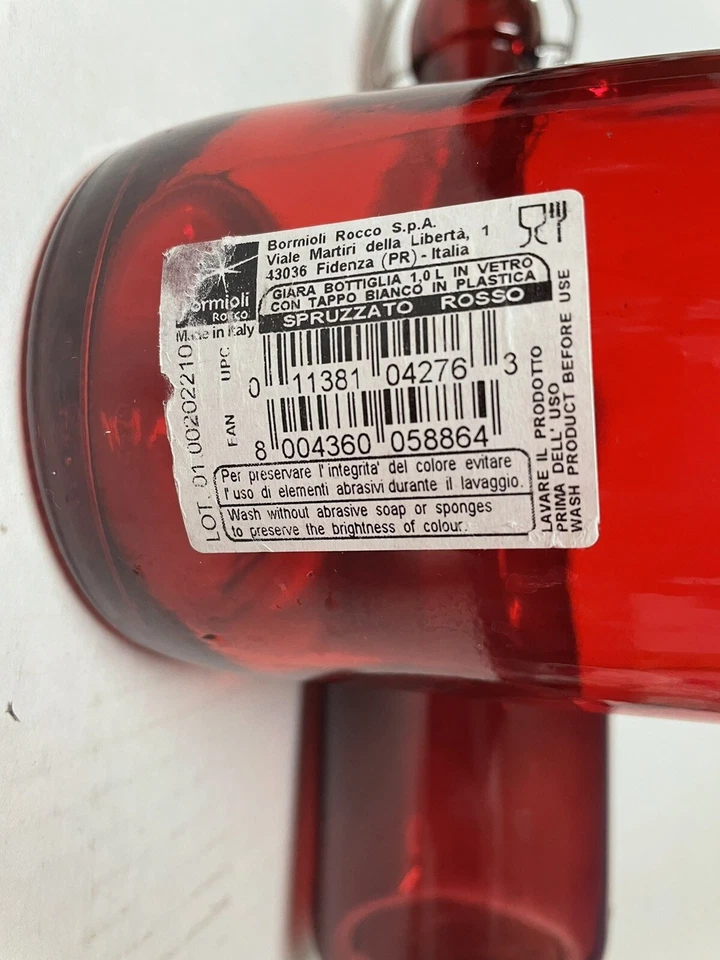 Bormioli Rocco S.p.A.
Viale Martiri della Libertà, 1
43036 Fidenza (PR) - Italia
GIARA BOTTIGLIA 1,0 L IN VETRO
CON TAPPO BIANCO IN PLASTICA
SPRUZZATO ROSSO
bormioli
ROCCO
Made in Italy
UPC
0 11381 04276 3
EAN
8 004360 058864
LOT. 01 002022210
Per preservare l'integrita' del colore evitare
l'uso di elementi abrasivi durante il lavaggio.
Wash without abrasive soap or sponges
to preserve the brightness of colour.
LAVARE IL PRODOTTO
PRIMA DELL' USO
WASH PRODUCT BEFORE USE